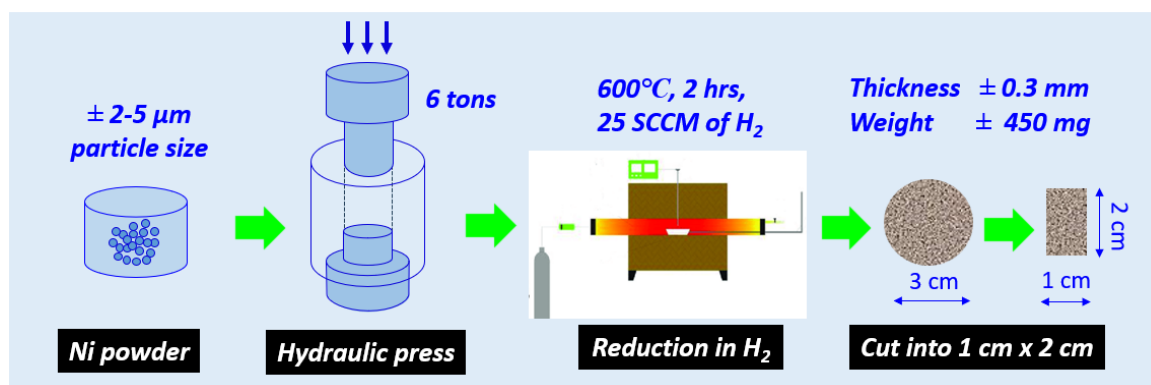 ± 2-5 µm
particle size
6 tons
600°C, 2 hrs,
25 SCCM of H₂
Thickness ± 0.3 mm
Weight ± 450 mg
2 cm
3 cm
1 cm
Ni powder
Hydraulic press
Reduction in H₂
Cut into 1 cm x 2 cm